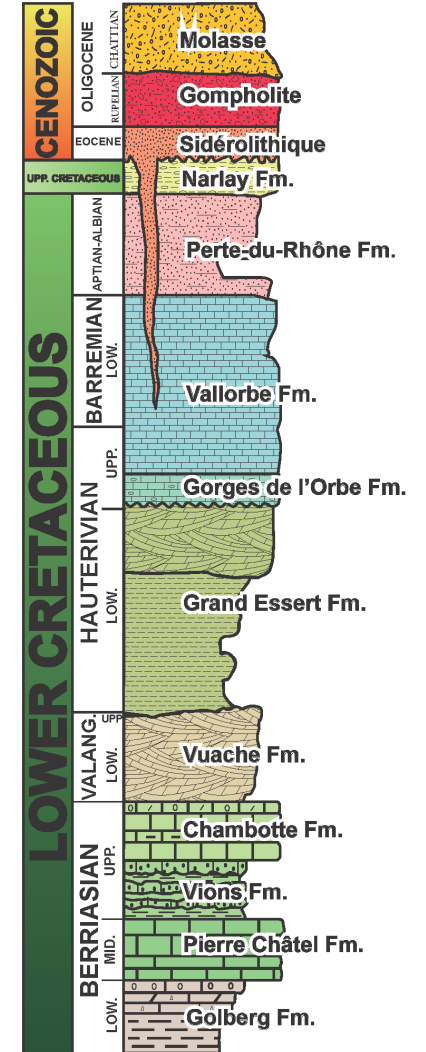 CENOZOIC
OLIGOCENE
CHATTIAN
Molasse
RUPELIAN
Gompholite
EOCENE
Sidérolithique
UPP. CRETACEOUS
Narlay Fm.
LOWER CRETACEOUS
APTIAN-ALBIAN
Perte-du-Rhône Fm.
BARREMIAN
LOW.
Vallorbe Fm.
HAUTERIVIAN
UPP.
Gorges de l'Orbe Fm.
LOW.
Grand Essert Fm.
VALANG.
UPP
LOW.
Vuache Fm.
BERRIASIAN
UPP.
Chambotte Fm.
Vions Fm.
MID.
Pierre Châtel Fm.
LOW.
Golberg Fm.